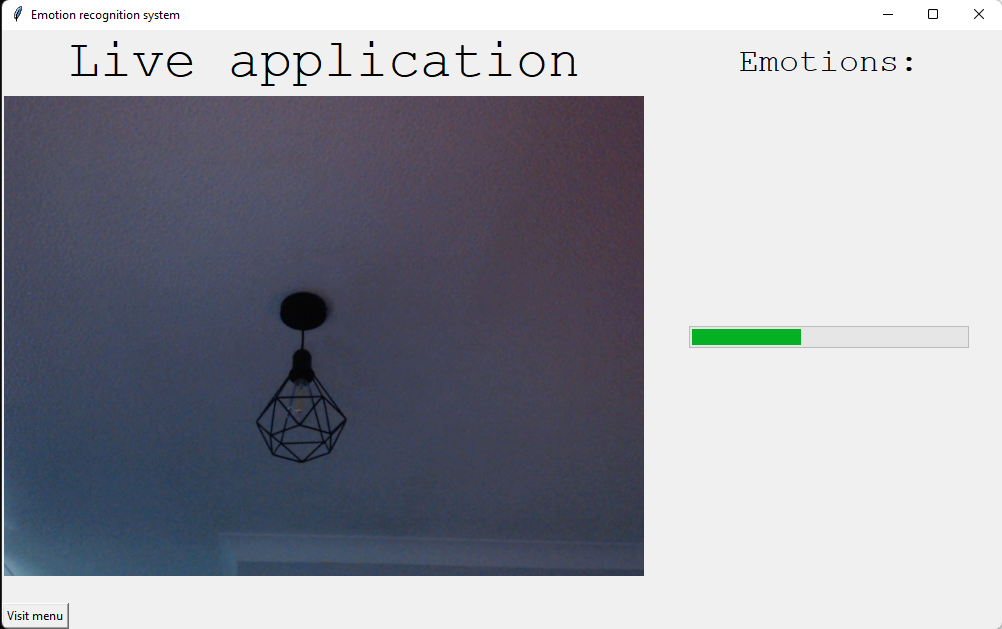 Emotion recognition system
Live application
Emotions:
Visit menu